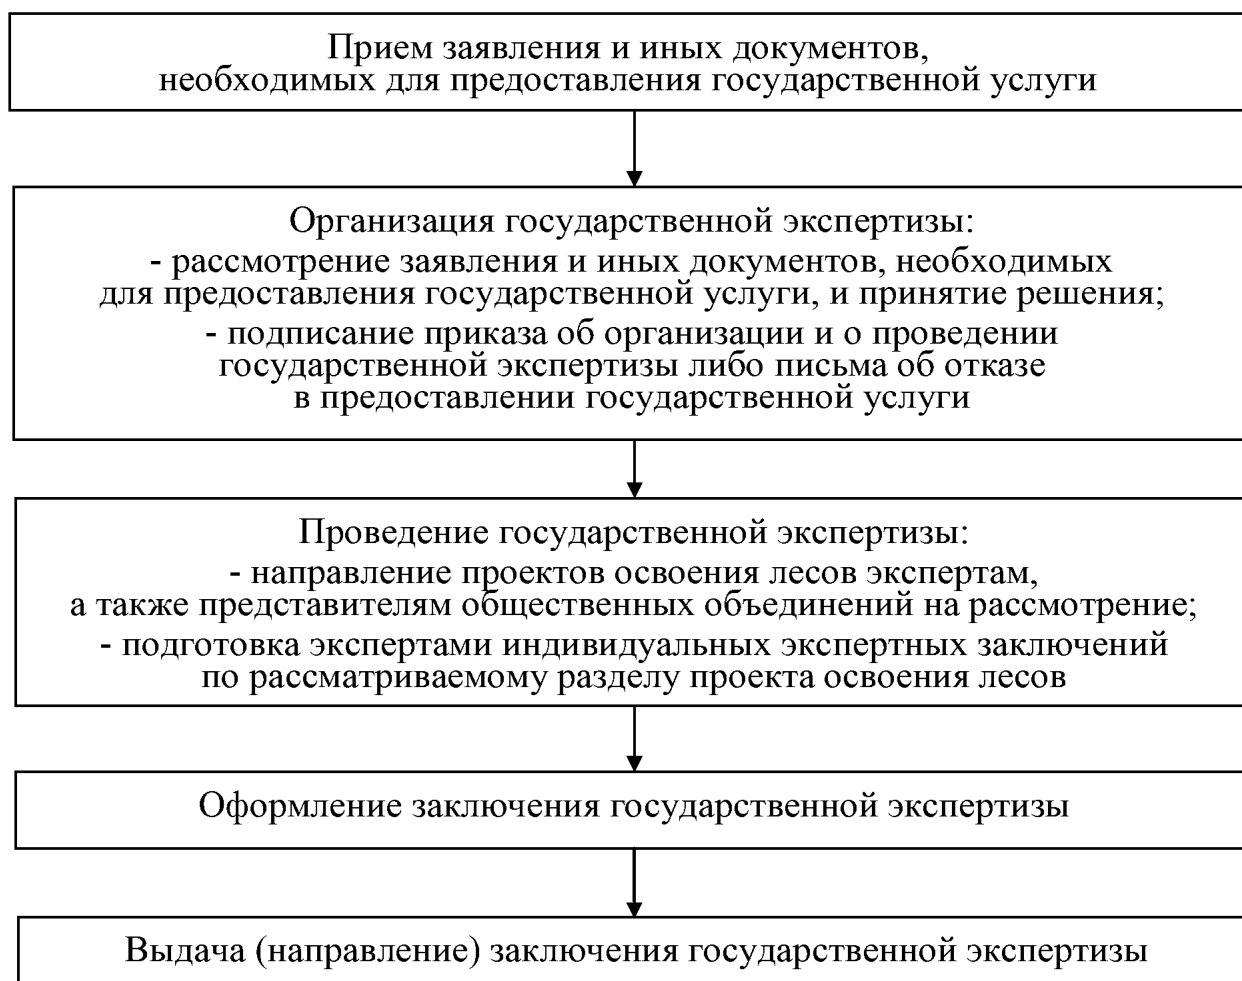 Прием заявления и иных документов,
необходимых для предоставления государственной услуги
Организация государственной экспертизы:
- рассмотрение заявления и иных документов, необходимых
для предоставления государственной услуги, и принятие решения;
- подписание приказа об организации и о проведении
государственной экспертизы либо письма об отказе
в предоставлении государственной услуги
Проведение государственной экспертизы:
- направление проектов освоения лесов экспертам,
а также представителям общественных объединений на рассмотрение;
- подготовка экспертами индивидуальных экспертных заключений
по рассматриваемому разделу проекта освоения лесов
Оформление заключения государственной экспертизы
Выдача (направление) заключения государственной экспертизы